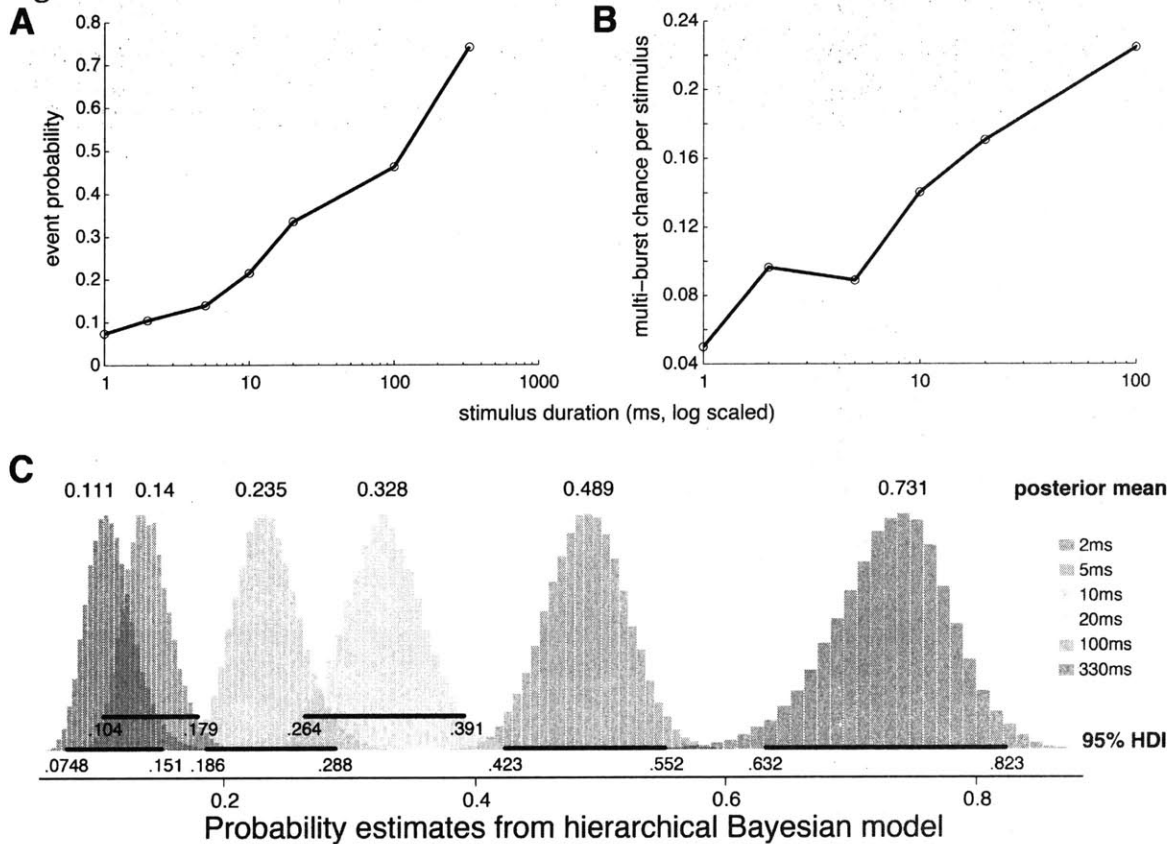 A
event probability
0.8
0.7
0.6
0.5
0.4
0.3
0.2
0.1
0
1
10
100
1000
B
multi-burst chance per stimulus
0.24
0.2
0.16
0.12
0.08
0.04
1
10
100
stimulus duration (ms, log scaled)
C
0.111 0.14 0.235 0.328 0.489 0.731 posterior mean
2ms
5ms
10ms
20ms
100ms
330ms
.104 .179 .264 .391
95% HDI
.0748 .151 .186 .288 .423 .552 .632 .823
0.2 0.4 0.6 0.8
Probability estimates from hierarchical Bayesian model